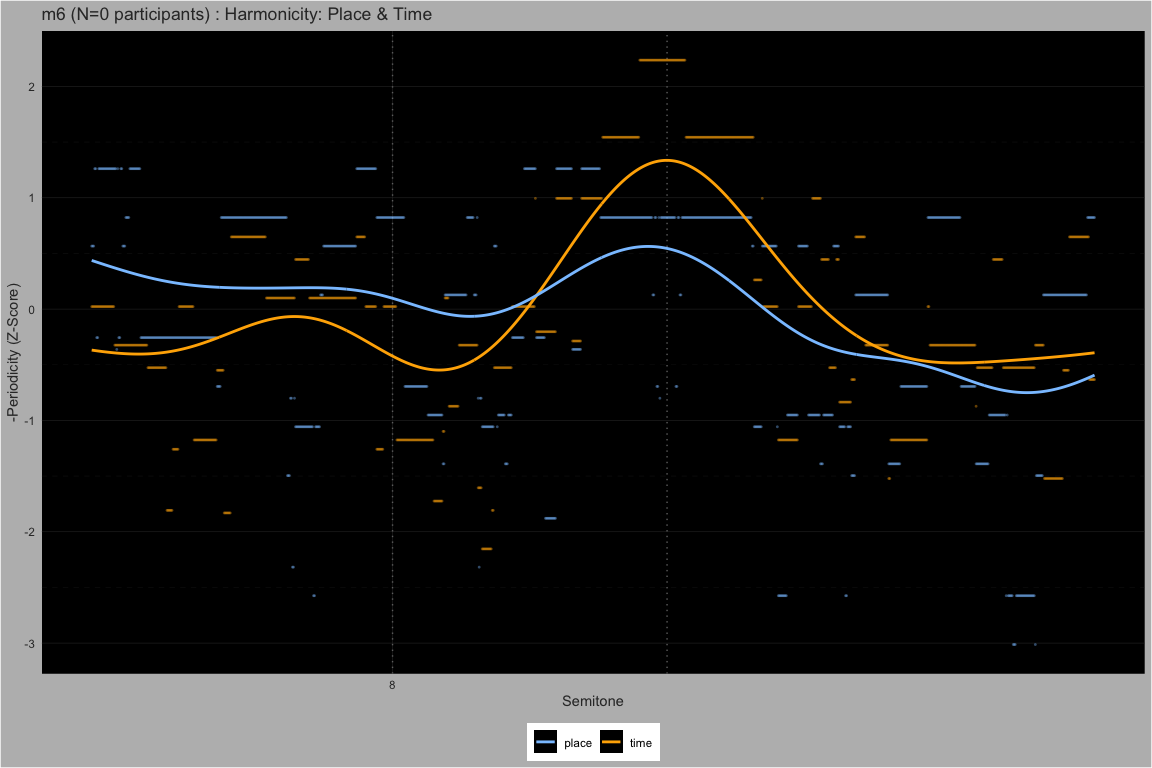 m6 (N=0 participants) : Harmonicity: Place & Time
-Periodicity (Z-Score)
2
1
0
-1
-2
-3
8
Semitone
place
time